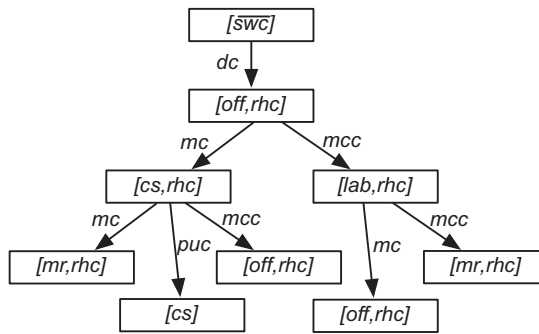 [s̅w̅c̅]
dc
[off,rhc]
mc mcc
[cs,rhc] [lab,rhc]
mc puc mcc mc mcc
[mr,rhc] [off,rhc] [mr,rhc]
[cs] [off,rhc]